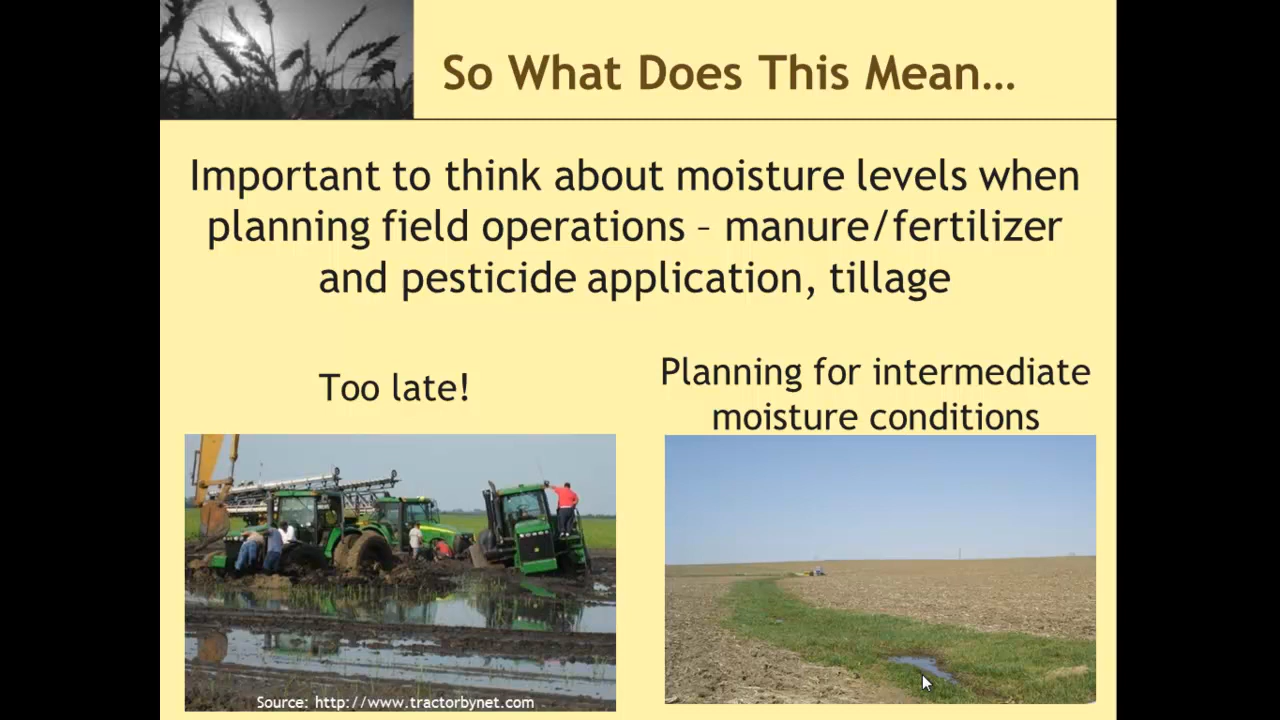 So What Does This Mean…
Important to think about moisture levels when
planning field operations – manure/fertilizer
and pesticide application, tillage
Too late!
Planning for intermediate
moisture conditions
Source: http://www.tractorbynet.com